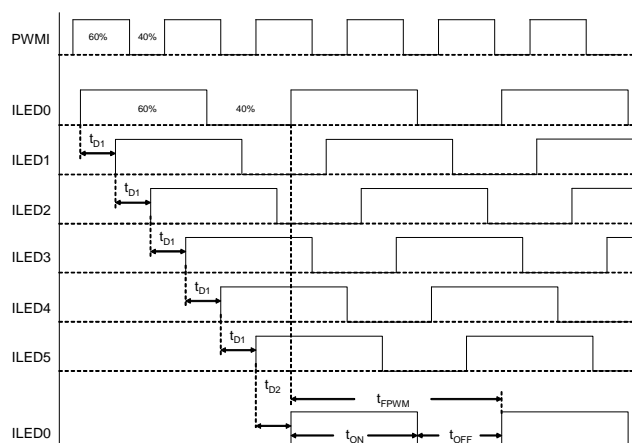 PWMI
60%
40%
ILED0
60%
40%
tD1
ILED1
tD1
ILED2
tD1
ILED3
tD1
ILED4
tD1
ILED5
tD2
tFPWM
ILED0
tON
tOFF